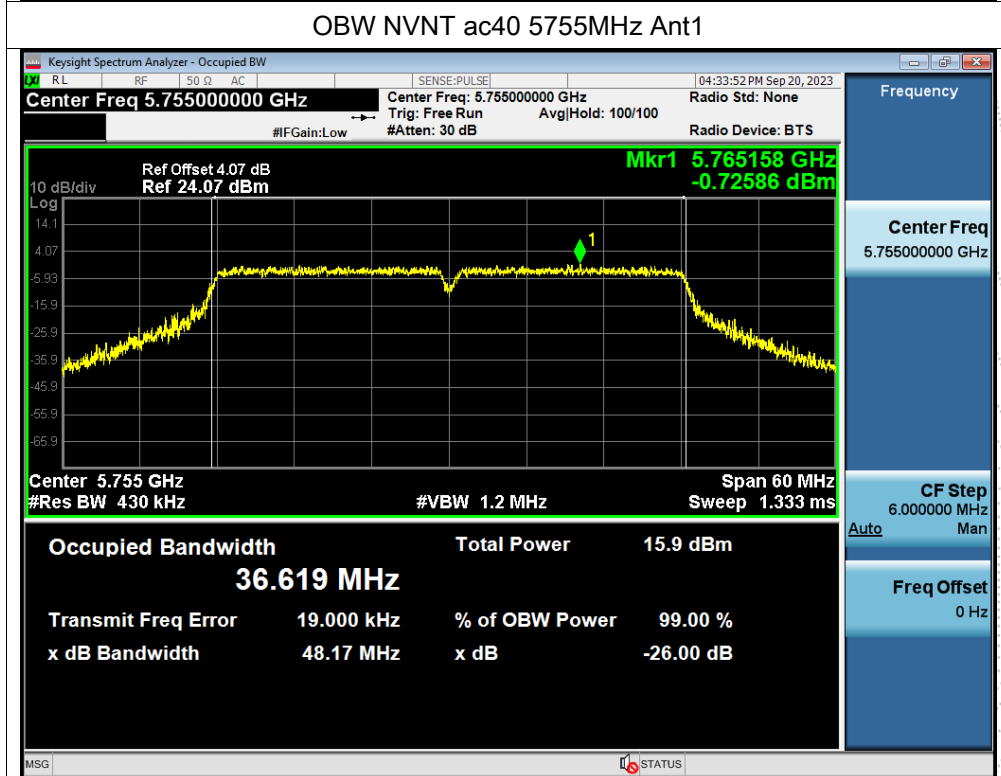 OBW NVNT ac40 5755MHz Ant1
Keysight Spectrum Analyzer - Occupied BW
LXI RL RF 50 Ω AC SENSE:PULSE 04:33:52 PM Sep 20, 2023
Center Freq 5.755000000 GHz Center Freq: 5.755000000 GHz Radio Std: None
Trig: Free Run Avg|Hold: 100/100
#IFGain:Low #Atten: 30 dB Radio Device: BTS
Frequency
Mkr1 5.765158 GHz
-0.72586 dBm
Ref Offset 4.07 dB
10 dB/div Ref 24.07 dBm
Log
14.1
4.07
-5.93
-15.9
-25.9
-35.9
-45.9
-55.9
-65.9
1
Center 5.755 GHz Span 60 MHz
#Res BW 430 kHz #VBW 1.2 MHz Sweep 1.333 ms
Occupied Bandwidth Total Power 15.9 dBm
36.619 MHz
Transmit Freq Error 19.000 kHz % of OBW Power 99.00 %
x dB Bandwidth 48.17 MHz x dB -26.00 dB
Center Freq
5.755000000 GHz
CF Step
6.000000 MHz
Auto Man
Freq Offset
0 Hz
MSG STATUS